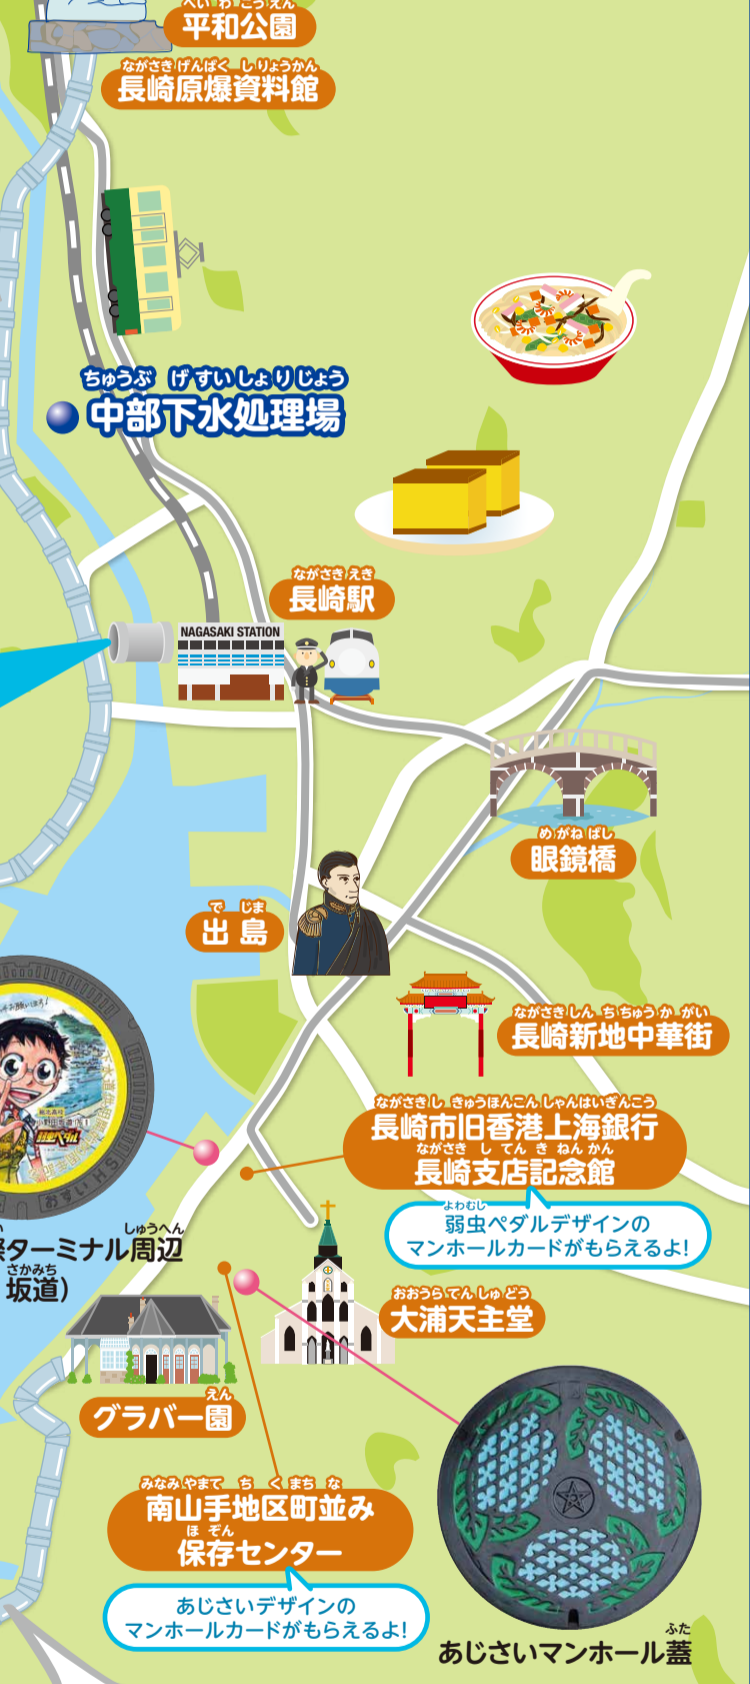 へいわこうえん
平和公園
ながさきげんばく しりょうかん
長崎原爆資料館
ちゅうぶ げすいしょりじょう
中部下水処理場
ながさきえき
長崎駅
NAGASAKI STATION
めがねばし
眼鏡橋
でじま
出島
ながさきしんちちゅうかがい
長崎新地中華街
ながさきし きゅうほんこんしゃんはいぎんこう
長崎市旧香港上海銀行
ながさき してん きねんかん
長崎支店記念館
よわむし
弱虫ペダルデザインの
マンホールカードがもらえるよ!
しゅうへん
ターミナル周辺
さかみち
坂道)
おおうらてんしゅどう
大浦天主堂
えん
グラバー園
みなみやまて ちく まちな
南山手地区町並み
ほぞん
保存センター
あじさいデザインの
マンホールカードがもらえるよ!
ふた
あじさいマンホール蓋